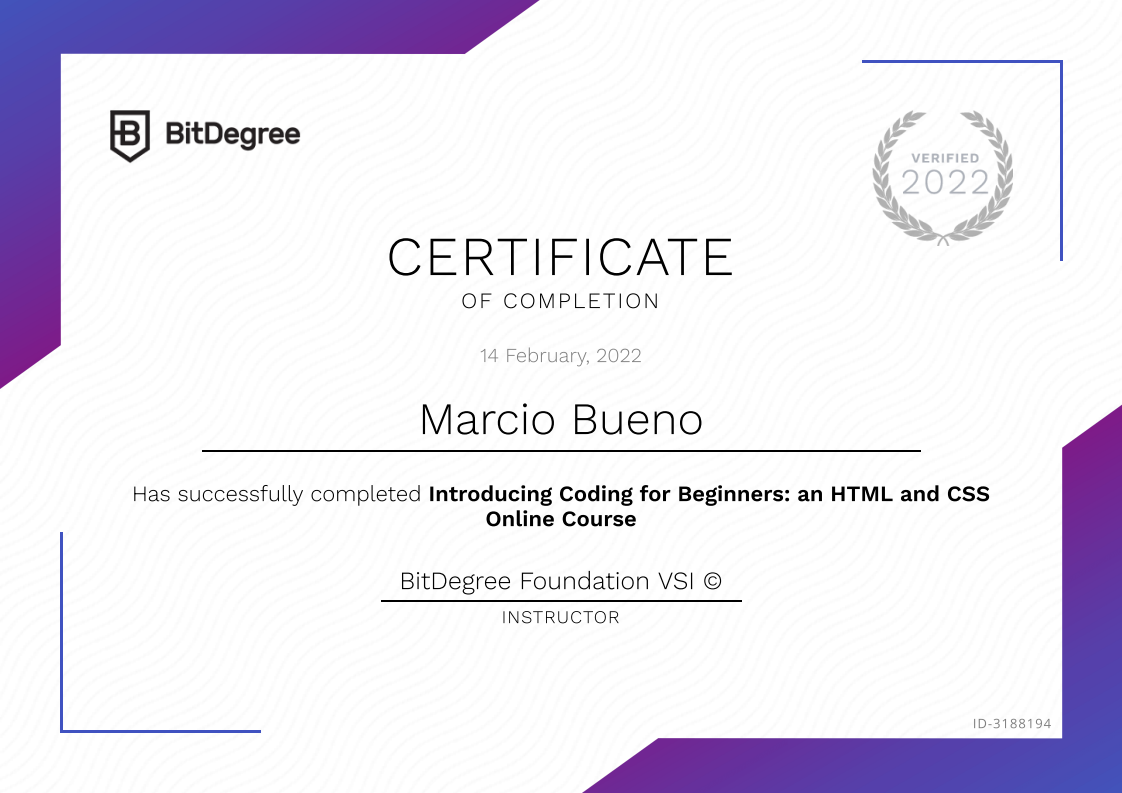 BitDegree
VERIFIED
2022
CERTIFICATE
OF COMPLETION
14 February, 2022
Marcio Bueno
Has successfully completed Introducing Coding for Beginners: an HTML and CSS
Online Course
BitDegree Foundation VSI ©
INSTRUCTOR
ID-3188194